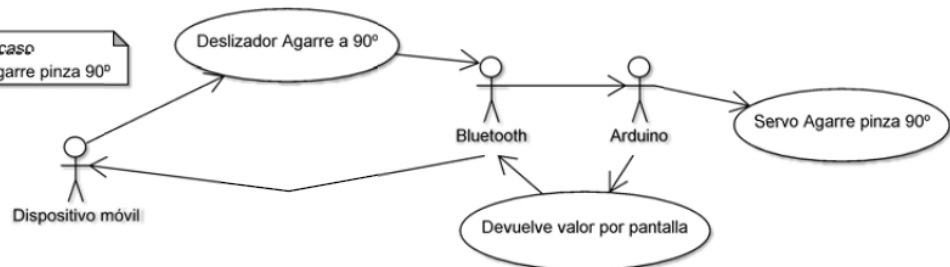 caso
garre pinza 90º
Deslizador Agarre a 90º
Bluetooth
Arduino
Servo Agarre pinza 90º
Dispositivo móvil
Devuelve valor por pantalla